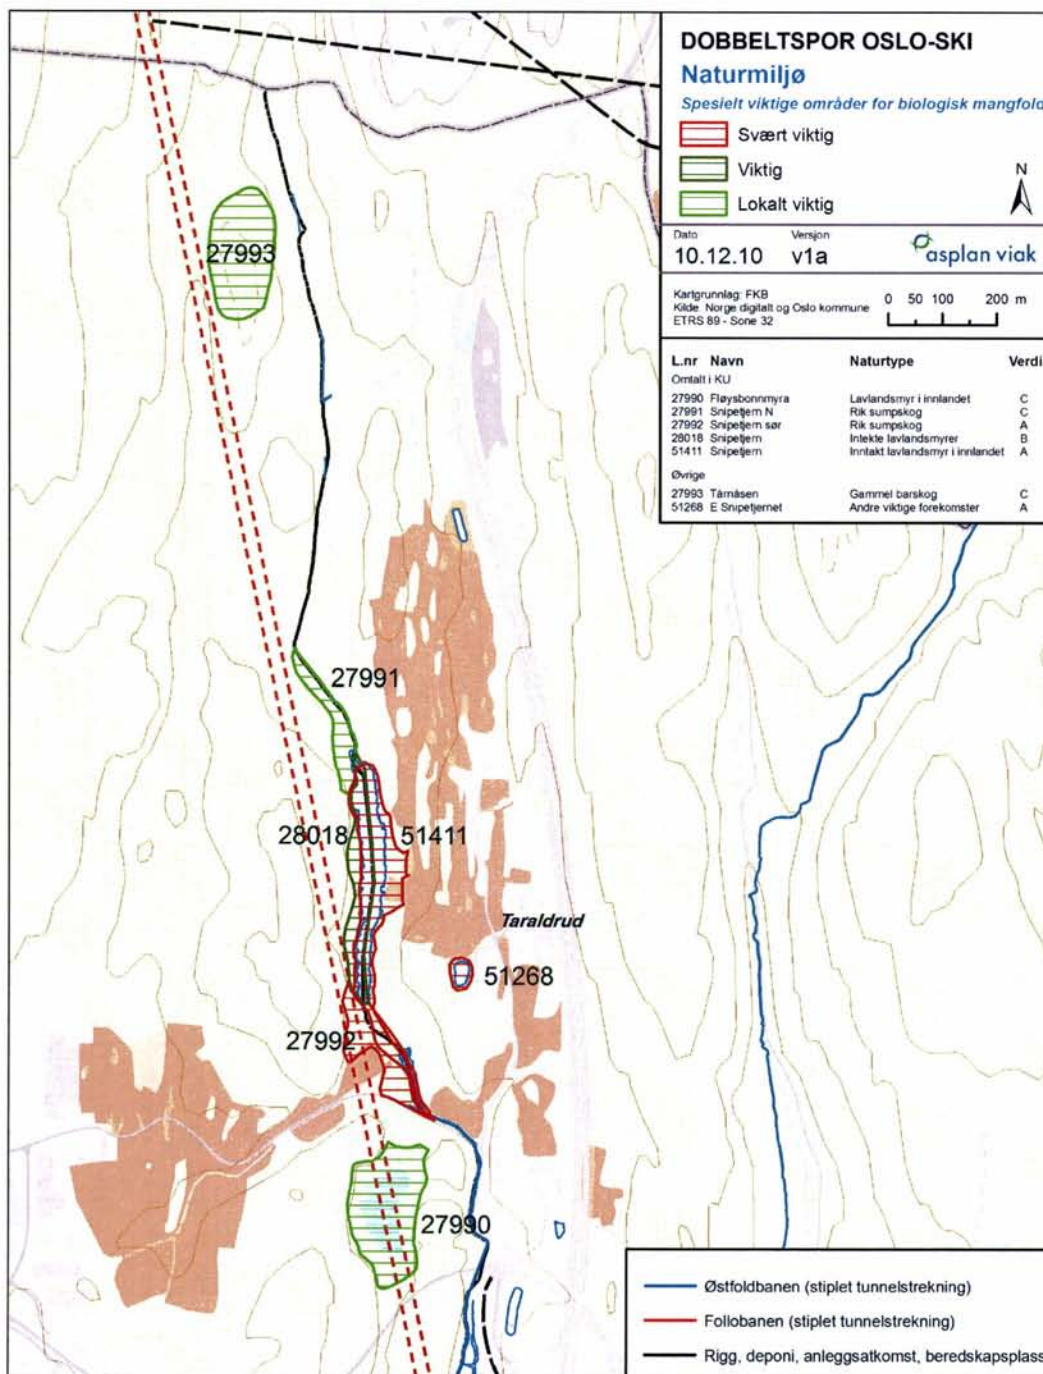 DOBBELTSPOR OSLO-SKI
Naturmiljø
Spesielt viktige områder for biologisk mangfold
Svært viktig
Viktig
Lokalt viktig
N
Dato
Versjon
10.12.10 v1a
asplan viak
Kartgrunnlag: FKB
Kilde: Norge digitalt og Oslo kommune
ETRS 89 - Sone 32
0 50 100 200 m
L.nr Navn Naturtype Verdi
Omtalt i KU
27990 Fløysbonnmyra Lavlandsmyr i innlandet C
27991 Snipetjern N Rik sumpskog C
27992 Snipetjern sør Rik sumpskog A
28018 Snipetjern Intekte lavlandsmyrer B
51411 Snipetjern Inntakt lavlandsmyr i innlandet A
Øvrige
27993 Tårnåsen Gammel barskog C
51268 E Snipetjernet Andre viktige forekomster A
27993
27991
28018
51411
Taraldrud
51268
27992
27990
Østfoldbanen (stiplet tunnelstrekning)
Follobanen (stiplet tunnelstrekning)
Rigg, deponi, anleggsatkomst, beredskapsplass